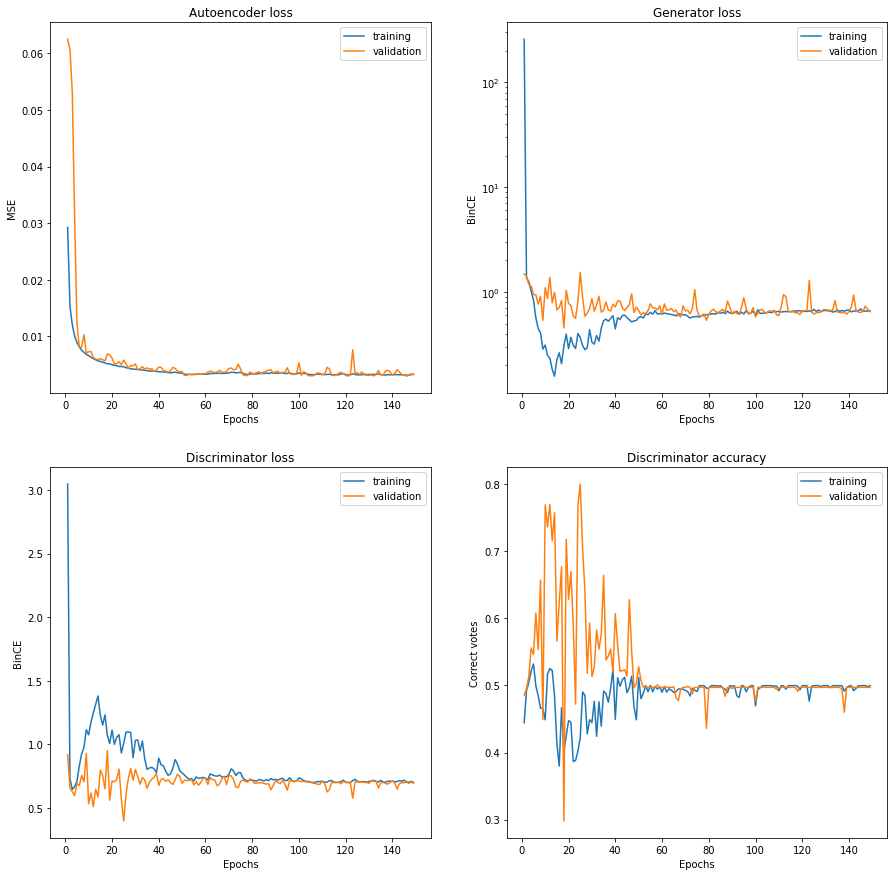 Autoencoder loss
training
validation
MSE
0.06
0.05
0.04
0.03
0.02
0.01
0 20 40 60 80 100 120 140
Epochs
Generator loss
training
validation
BinCE
10²
10¹
10⁰
0 20 40 60 80 100 120 140
Epochs
Discriminator loss
training
validation
BinCE
3.0
2.5
2.0
1.5
1.0
0.5
0 20 40 60 80 100 120 140
Epochs
Discriminator accuracy
training
validation
Correct votes
0.8
0.7
0.6
0.5
0.4
0.3
0 20 40 60 80 100 120 140
Epochs